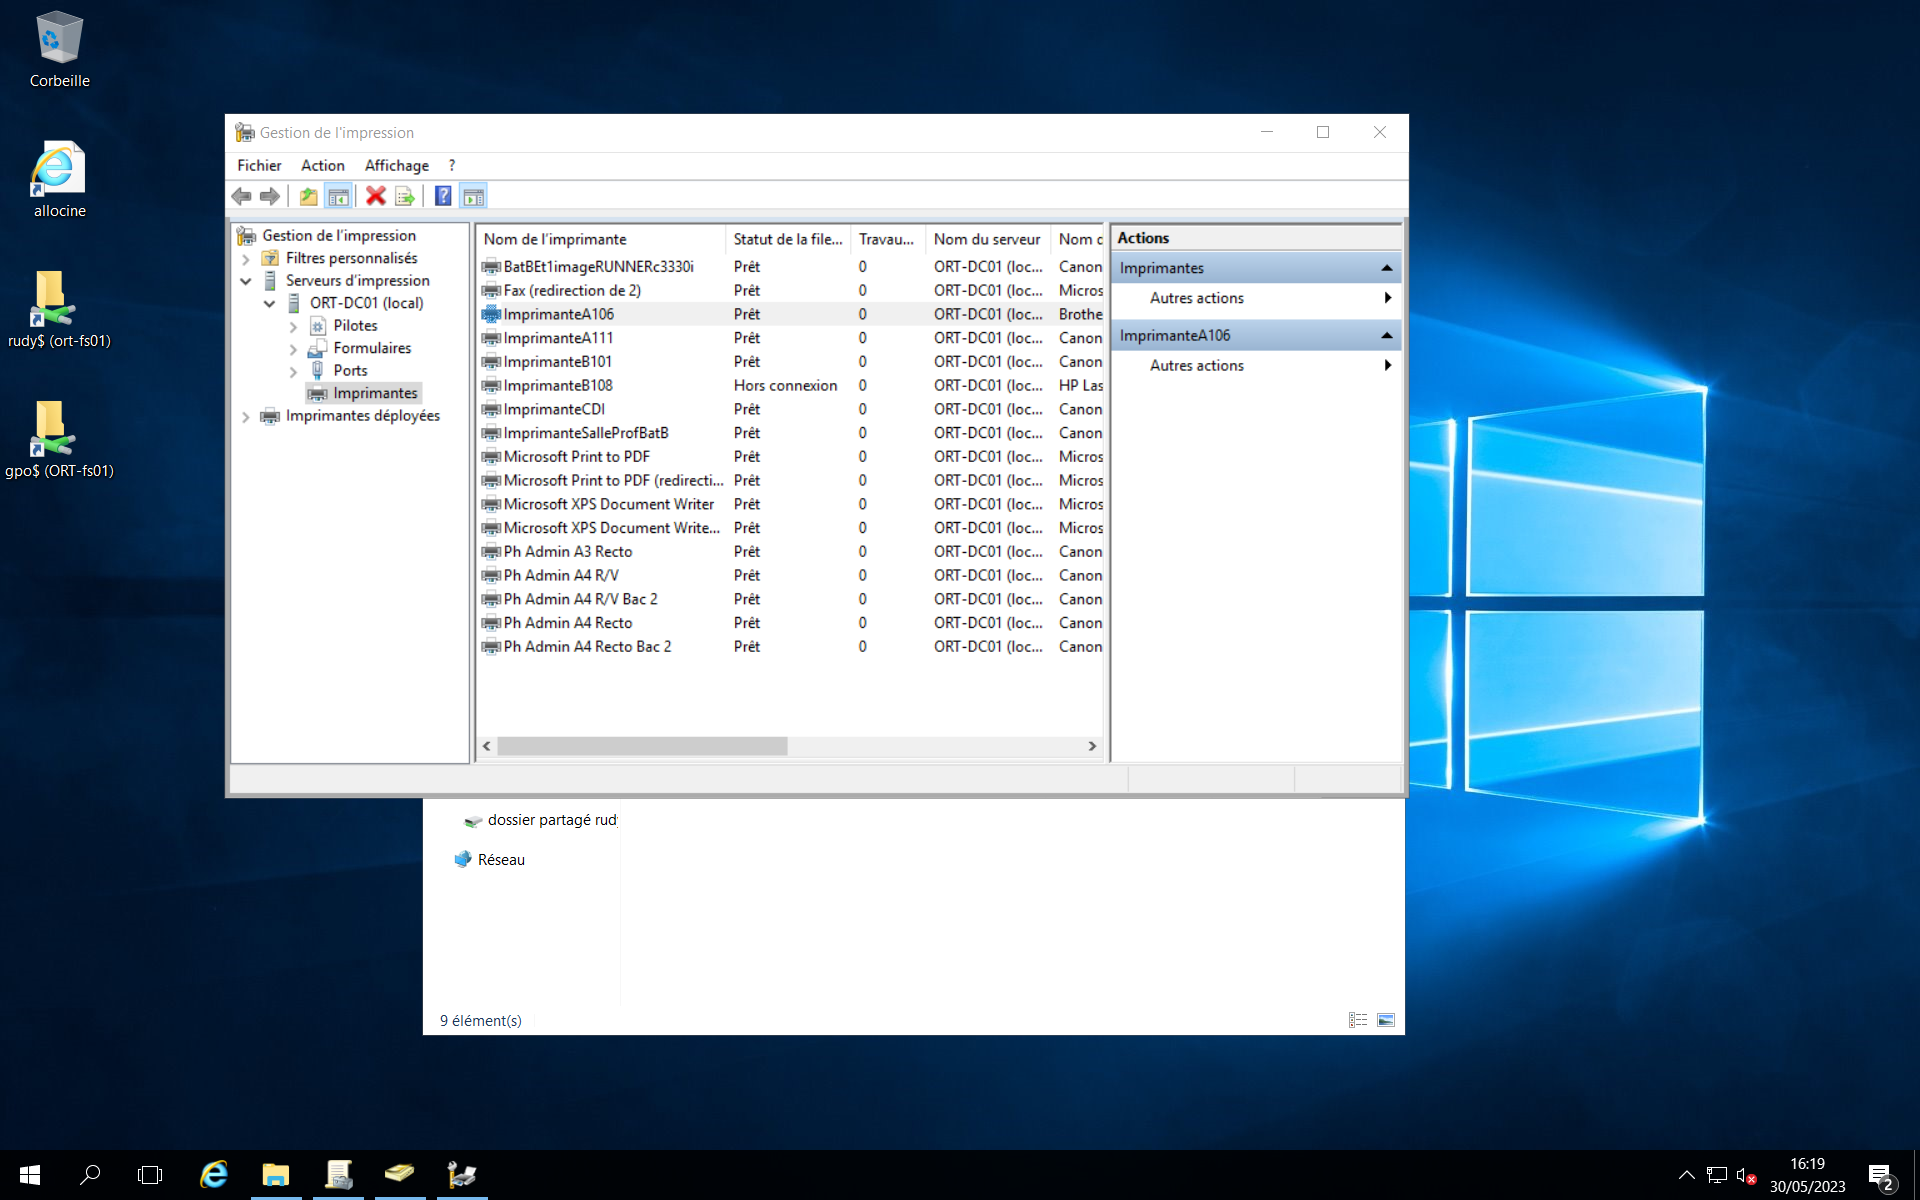 Corbeille
allocine
rudy$ (ort-fs01)
gpo$ (ORT-fs01)
Gestion de l'impression
Fichier Action Affichage ?
Gestion de l'impression
Filtres personnalisés
Serveurs d'impression
ORT-DC01 (local)
Pilotes
Formulaires
Ports
Imprimantes
Imprimantes déployées
Nom de l'imprimante Statut de la file... Travau... Nom du serveur Nom d
BatBEt1imageRUNNERc3330i Prêt 0 ORT-DC01 (loc... Canon
Fax (redirection de 2) Prêt 0 ORT-DC01 (loc... Micros
ImprimanteA106 Prêt 0 ORT-DC01 (loc... Brothe
ImprimanteA111 Prêt 0 ORT-DC01 (loc... Canon
ImprimanteB101 Prêt 0 ORT-DC01 (loc... Canon
ImprimanteB108 Hors connexion 0 ORT-DC01 (loc... HP Las
ImprimanteCDI Prêt 0 ORT-DC01 (loc... Canon
ImprimanteSalleProfBatB Prêt 0 ORT-DC01 (loc... Canon
Microsoft Print to PDF Prêt 0 ORT-DC01 (loc... Micros
Microsoft Print to PDF (redirecti... Prêt 0 ORT-DC01 (loc... Micros
Microsoft XPS Document Writer Prêt 0 ORT-DC01 (loc... Micros
Microsoft XPS Document Write... Prêt 0 ORT-DC01 (loc... Micros
Ph Admin A3 Recto Prêt 0 ORT-DC01 (loc... Canon
Ph Admin A4 R/V Prêt 0 ORT-DC01 (loc... Canon
Ph Admin A4 R/V Bac 2 Prêt 0 ORT-DC01 (loc... Canon
Ph Admin A4 Recto Prêt 0 ORT-DC01 (loc... Canon
Ph Admin A4 Recto Bac 2 Prêt 0 ORT-DC01 (loc... Canon
Actions
Imprimantes
Autres actions
ImprimanteA106
Autres actions
dossier partagé rudy
Réseau
9 élément(s)
16:19
30/05/2023
2